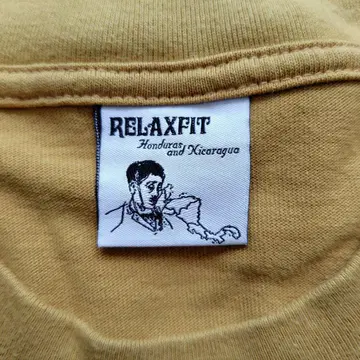 RELAXFIT
Honduras
and Nicaragua